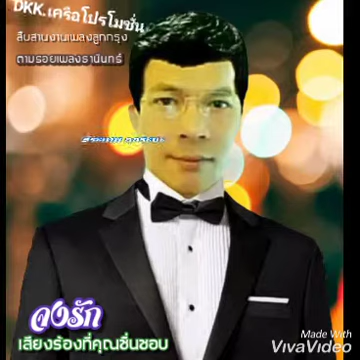 DKK.เครือโปรโมชั่น
สืบสานงานเพลงลูกกรุง
ตามรอยเพลงธานินทร์
จงรัก
เสียงร้องที่คุณชื่นชอบ
Made With
VivaVideo